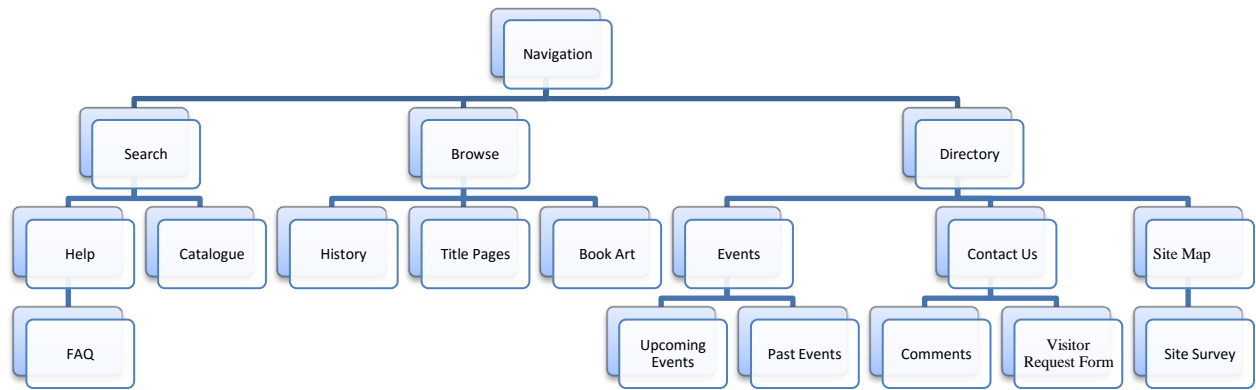 Navigation
Search
Browse
Directory
Help
Catalogue
History
Title Pages
Book Art
Events
Contact Us
Site Map
FAQ
Upcoming
Events
Past Events
Comments
Visitor
Request Form
Site Survey